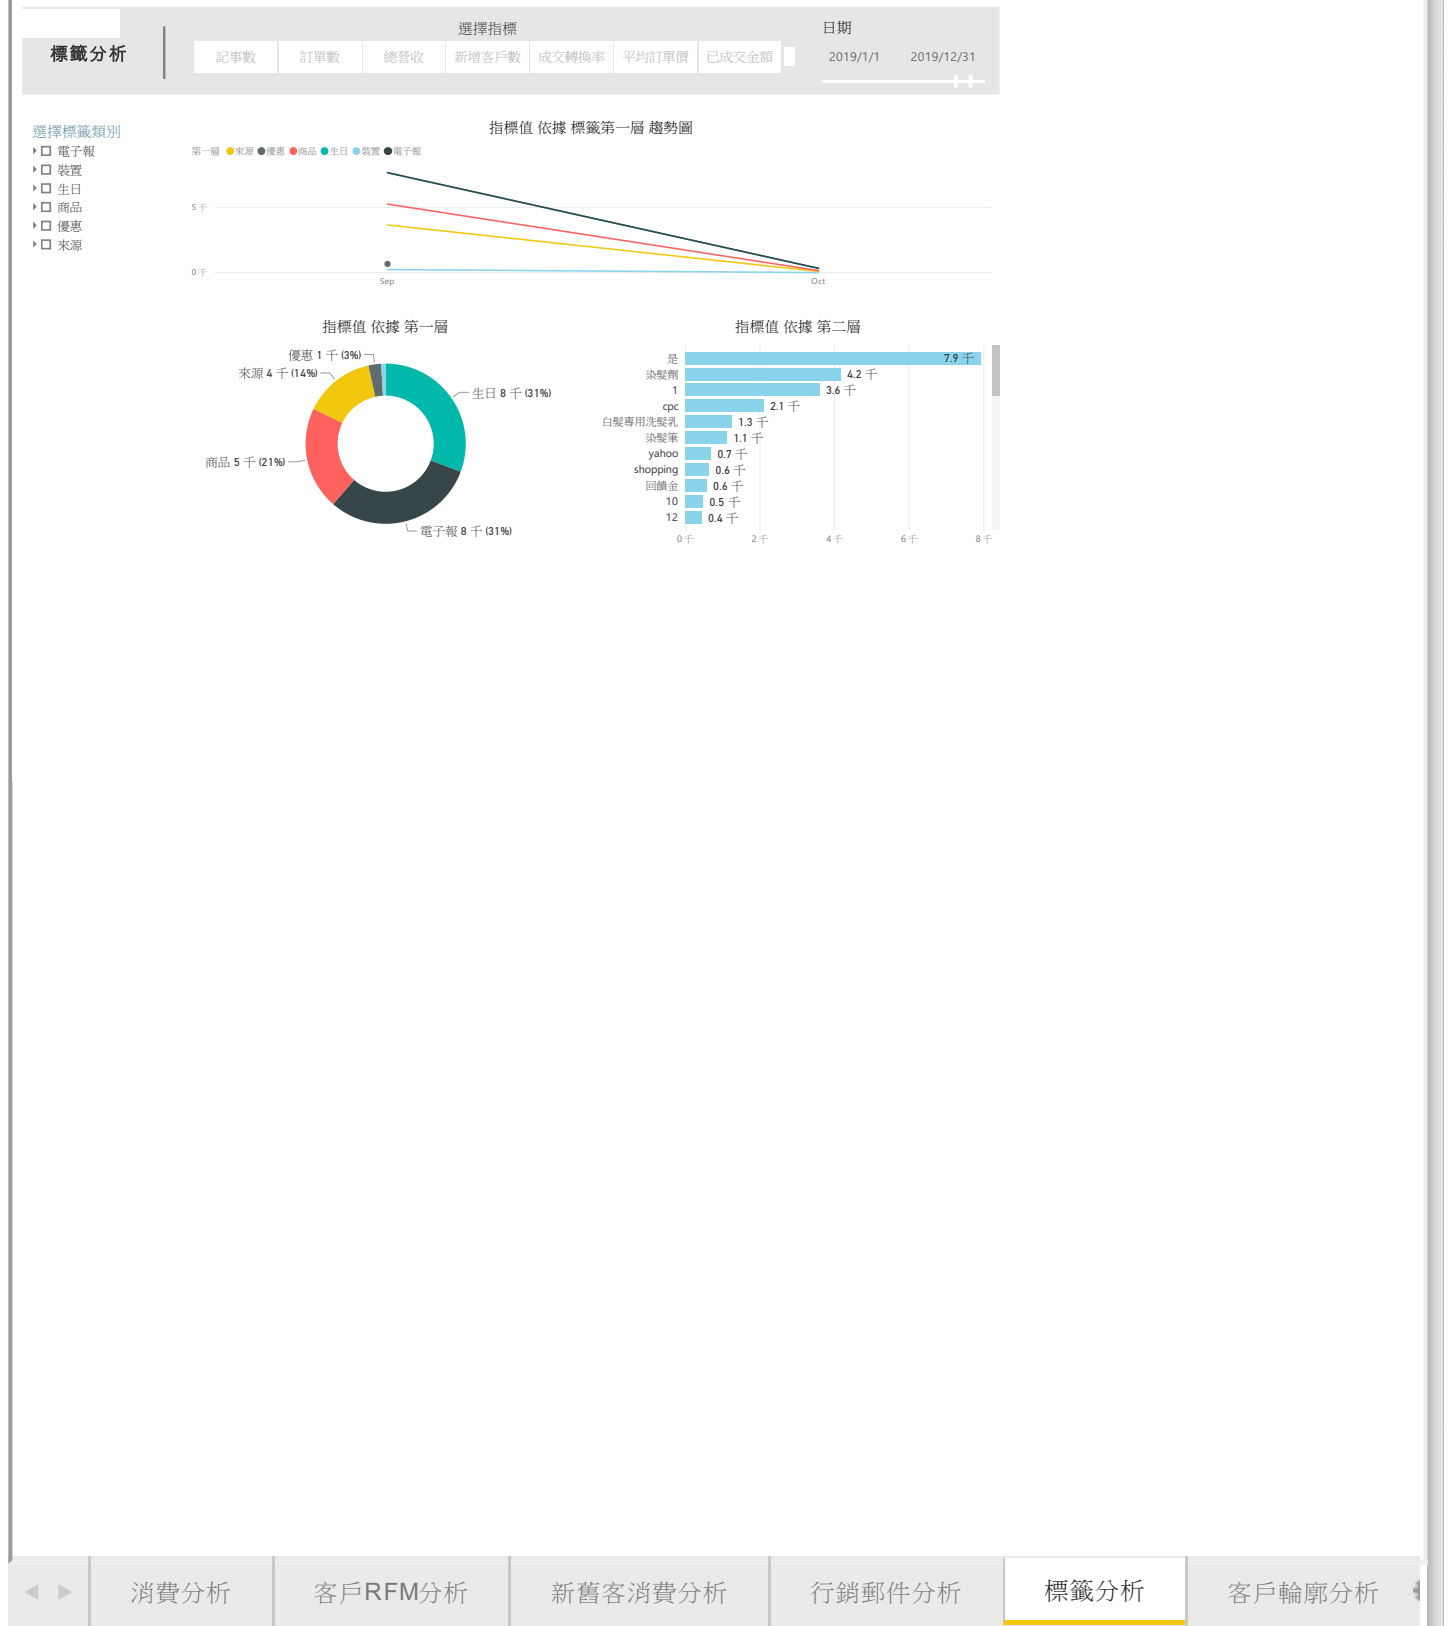 標籤分析
選擇指標
記事數 訂單數 總營收 新增客戶數 成交轉換率 平均訂單價 已成交金額
日期
2019/1/1 2019/12/31
選擇標籤類別
電子報
裝置
生日
商品
優惠
來源
指標值 依據 標籤第一層 趨勢圖
第一層 來源 優惠 商品 生日 裝置 電子報
5 千
0 千
Sep Oct
指標值 依據 第一層
優惠 1 千 (3%)
來源 4 千 (14%)
生日 8 千 (31%)
商品 5 千 (21%)
電子報 8 千 (31%)
指標值 依據 第二層
是 7.9 千
染髮劑 4.2 千
1 3.6 千
cpc 2.1 千
白髮專用洗髮乳 1.3 千
染髮筆 1.1 千
yahoo 0.7 千
shopping 0.6 千
回饋金 0.6 千
10 0.5 千
12 0.4 千
0 千 2 千 4 千 6 千 8 千
消費分析 客戶RFM分析 新舊客消費分析 行銷郵件分析 標籤分析 客戶輪廓分析